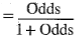 = Odds
1 + Odds